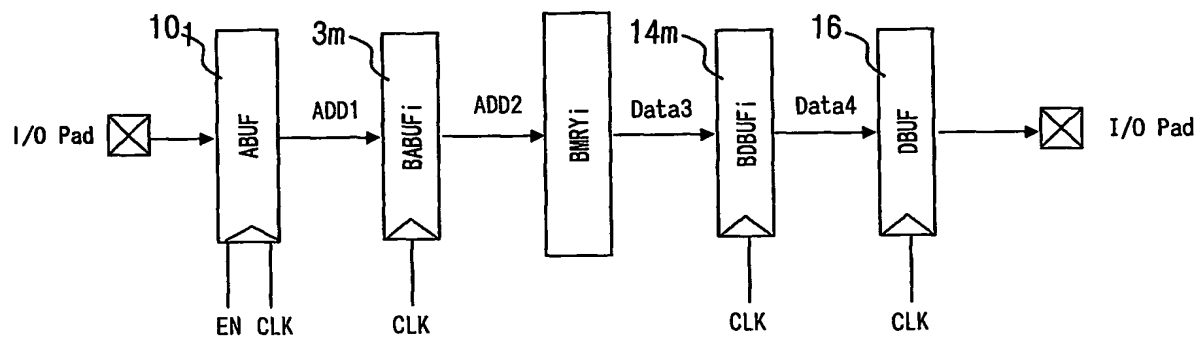 10₁
3m
14m
16
I/O Pad
ABUF
ADD1
BABUFi
ADD2
BMRYi
Data3
BDBUFi
Data4
DBUF
I/O Pad
EN CLK
CLK
CLK
CLK